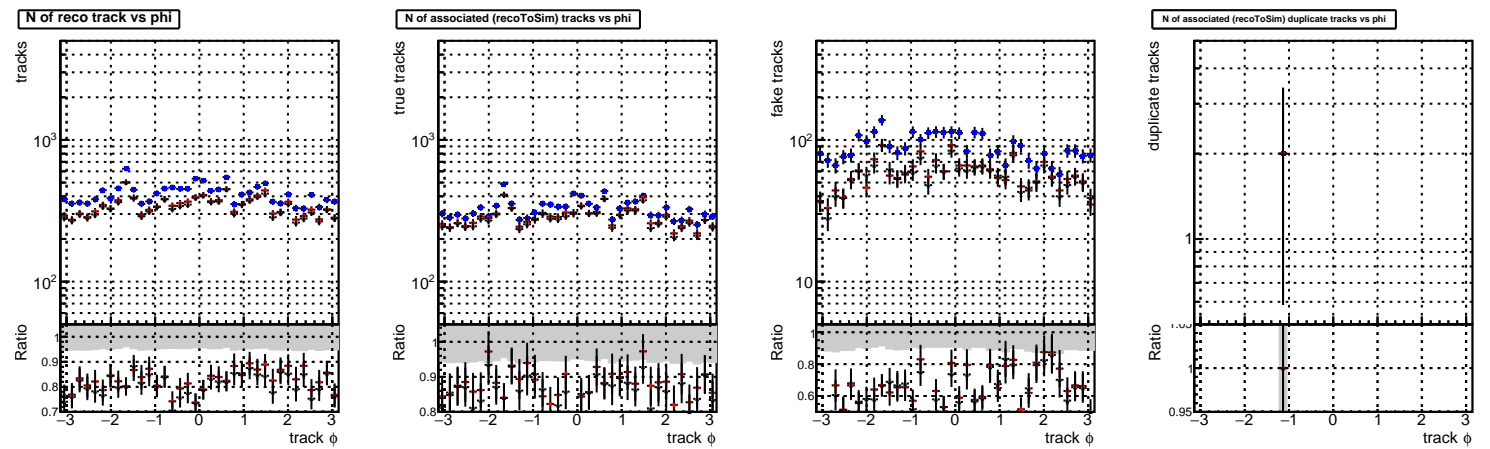 N of reco track vs phi
tracks
10³
10²
Ratio
1
0.9
0.8
0.7
−3 −2 −1 0 1 2 3
track ϕ
N of associated (recoToSim) tracks vs phi
true tracks
10³
10²
Ratio
1
0.9
0.8
−3 −2 −1 0 1 2 3
track ϕ
fake tracks
10²
10
Ratio
1
0.8
0.6
−3 −2 −1 0 1 2 3
track ϕ
N of associated (recoToSim) duplicate tracks vs phi
duplicate tracks
1
Ratio
1.05
1
0.95
−3 −2 −1 0 1 2 3
track ϕ